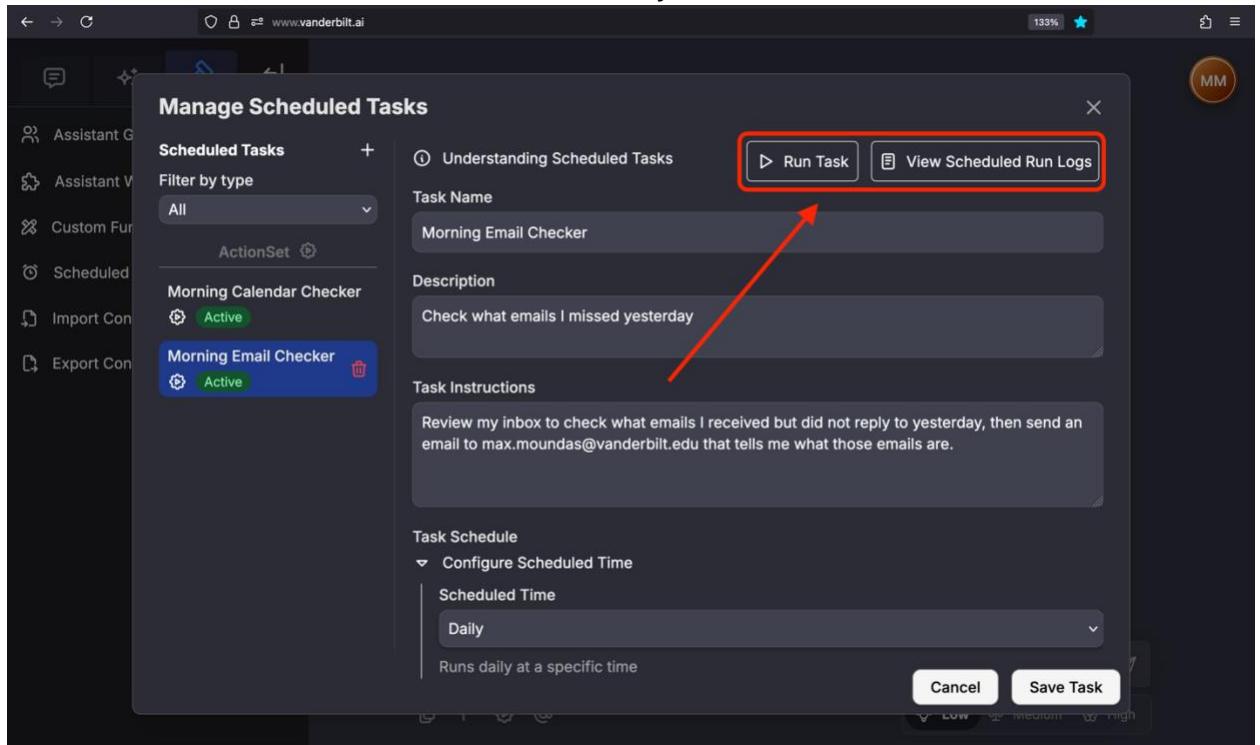 www.vanderbilt.ai
133%
MM
Manage Scheduled Tasks
Assistant G
Assistant W
Custom Fun
Scheduled
Import Con
Export Con
Scheduled Tasks
Filter by type
All
ActionSet
Morning Calendar Checker
Active
Morning Email Checker
Active
Understanding Scheduled Tasks
Run Task
View Scheduled Run Logs
Task Name
Morning Email Checker
Description
Check what emails I missed yesterday
Task Instructions
Review my inbox to check what emails I received but did not reply to yesterday, then send an
email to max.moundas@vanderbilt.edu that tells me what those emails are.
Task Schedule
Configure Scheduled Time
Scheduled Time
Daily
Runs daily at a specific time
Cancel
Save Task
Low Medium High